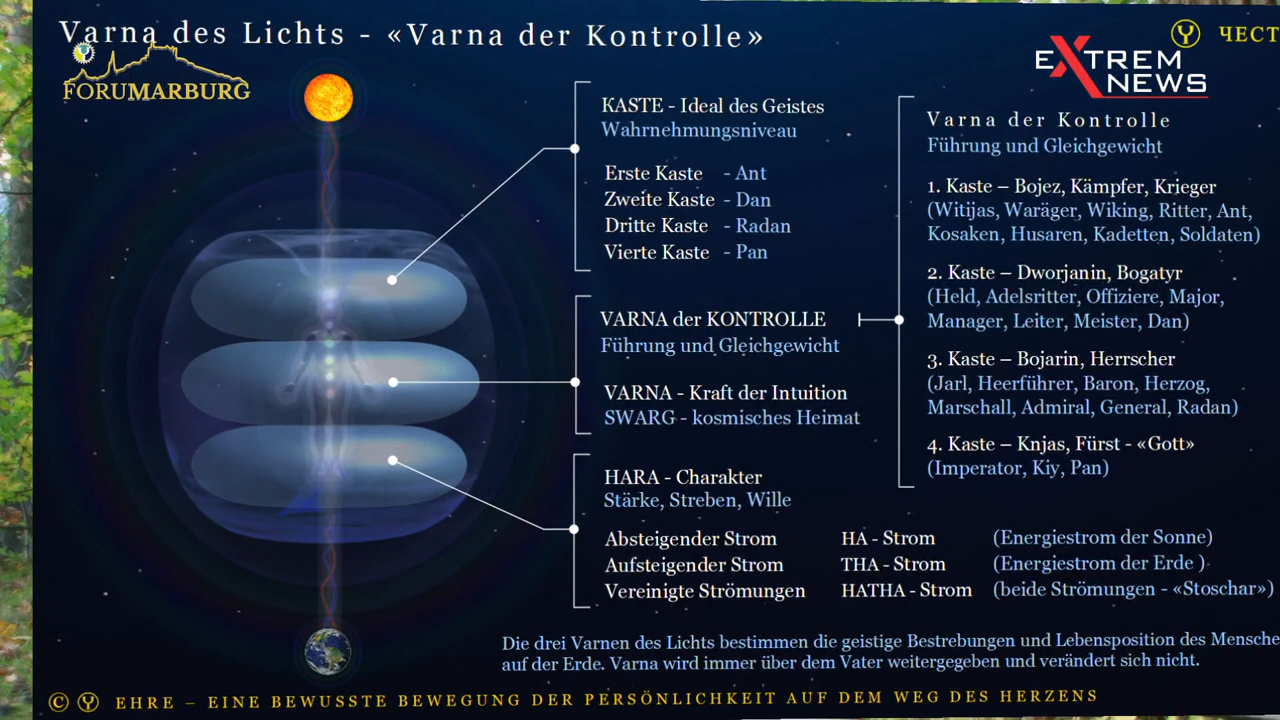 Varna des Lichts - «Varna der Kontrolle»
ЧЕСТ
FORUMARBURG
EXTREM
NEWS
KASTE - Ideal des Geistes
Wahrnehmungsniveau
Erste Kaste - Ant
Zweite Kaste - Dan
Dritte Kaste - Radan
Vierte Kaste - Pan
VARNA der KONTROLLE
Führung und Gleichgewicht
VARNA - Kraft der Intuition
SWARG - kosmisches Heimat
HARA - Charakter
Stärke, Streben, Wille
Absteigender Strom HA - Strom (Energiestrom der Sonne)
Aufsteigender Strom THA - Strom (Energiestrom der Erde )
Vereinigte Strömungen HATHA - Strom (beide Strömungen - «Stoschar»)
Varna der Kontrolle
Führung und Gleichgewicht
1. Kaste – Bojez, Kämpfer, Krieger
(Witijas, Waräger, Wiking, Ritter, Ant,
Kosaken, Husaren, Kadetten, Soldaten)
2. Kaste – Dworjanin, Bogatyr
(Held, Adelsritter, Offiziere, Major,
Manager, Leiter, Meister, Dan)
3. Kaste – Bojarin, Herrscher
(Jarl, Heerführer, Baron, Herzog,
Marschall, Admiral, General, Radan)
4. Kaste – Knjas, Fürst - «Gott»
(Imperator, Kiy, Pan)
Die drei Varnen des Lichts bestimmen die geistige Bestrebungen und Lebensposition des Mensche
auf der Erde. Varna wird immer über dem Vater weitergegeben und verändert sich nicht.
© EHRE – EINE BEWUSSTE BEWEGUNG DER PERSÖNLICHKEIT AUF DEM WEG DES HERZENS